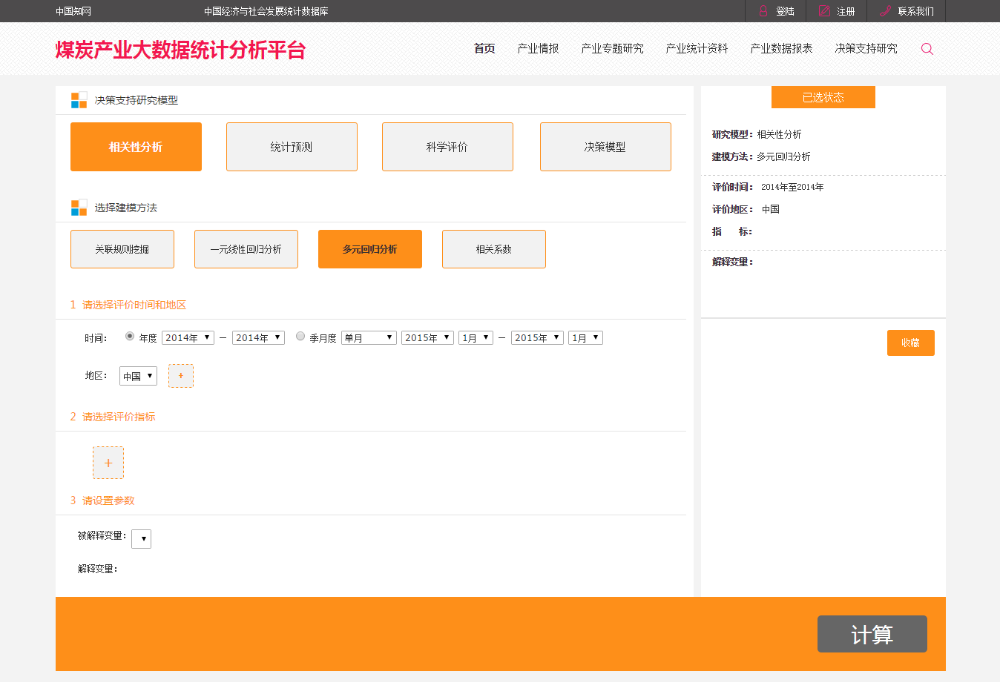 中国知网 中国经济与社会发展统计数据库 登陆 注册 联系我们
煤炭产业大数据统计分析平台 首页 产业情报 产业专题研究 产业统计资料 产业数据报表 决策支持研究
决策支持研究模型
相关性分析 统计预测 科学评价 决策模型
选择建模方法
关联规则挖掘 一元线性回归分析 多元回归分析 相关系数
1 请选择评价时间和地区
时间： 年度 2014年 — 2014年 季月度 单月 2015年 1月 — 2015年 1月
地区： 中国 +
2 请选择评价指标
+
3 请设置参数
被解释变量：
解释变量：
已选状态
研究模型：相关性分析
建模方法：多元回归分析
评价时间： 2014年至2014年
评价地区： 中国
指 标：
解释变量：
收藏
计算